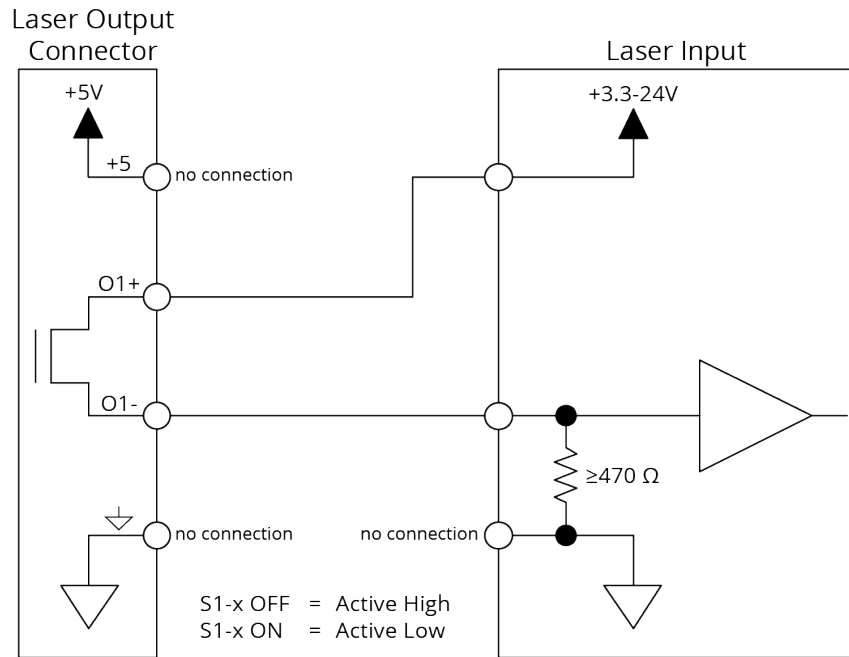 Laser Output
Connector
Laser Input
+5V
+3.3-24V
+5
no connection
O1+
O1-
≥470 Ω
no connection
no connection
S1-x OFF = Active High
S1-x ON = Active Low